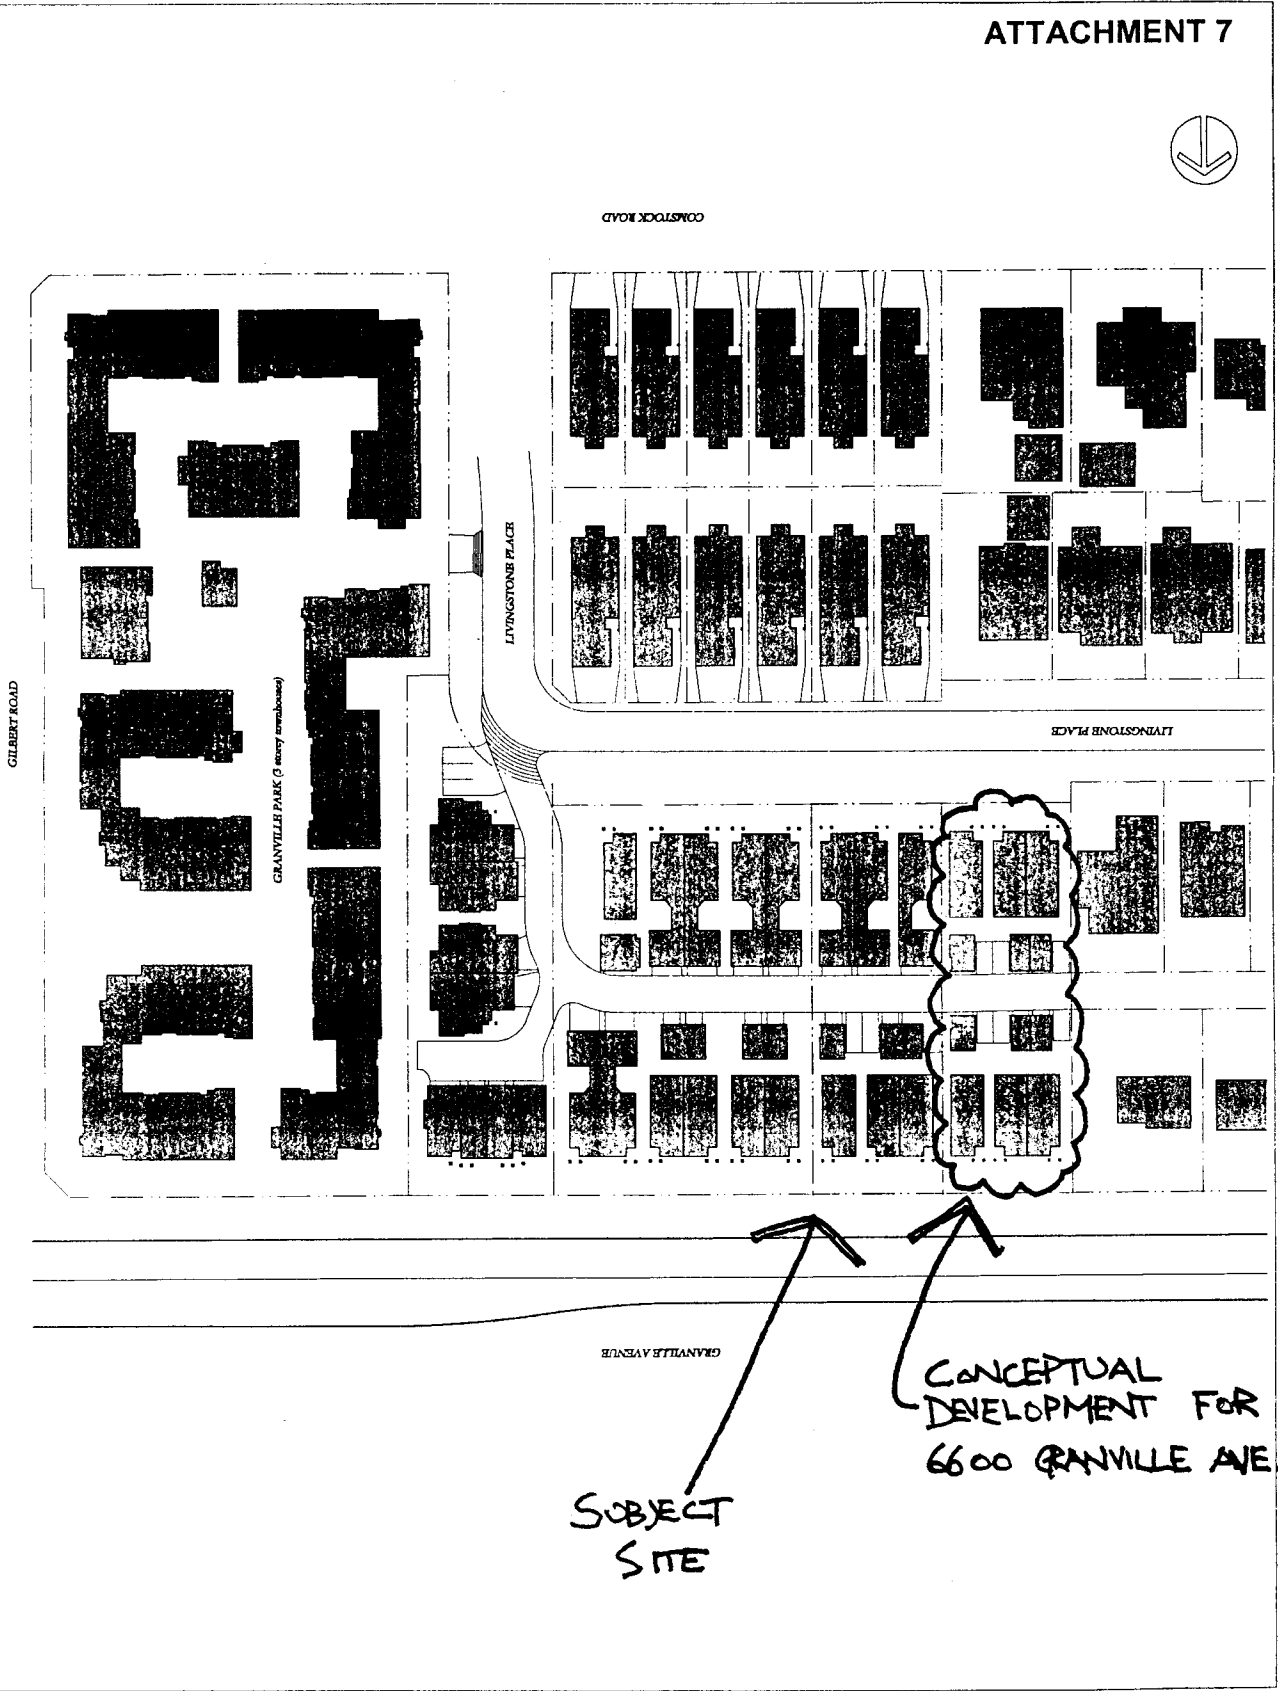 ATTACHMENT 7
COMSTOCK ROAD
LIVINGSTONE PLACE
GILBERT ROAD
GRANVILLE PARK (3 storey townhouses)
LIVINGSTONE PLACE
GRANVILLE AVENUE
CONCEPTUAL
DEVELOPMENT FOR
6600 GRANVILLE AVE
SUBJECT
SITE